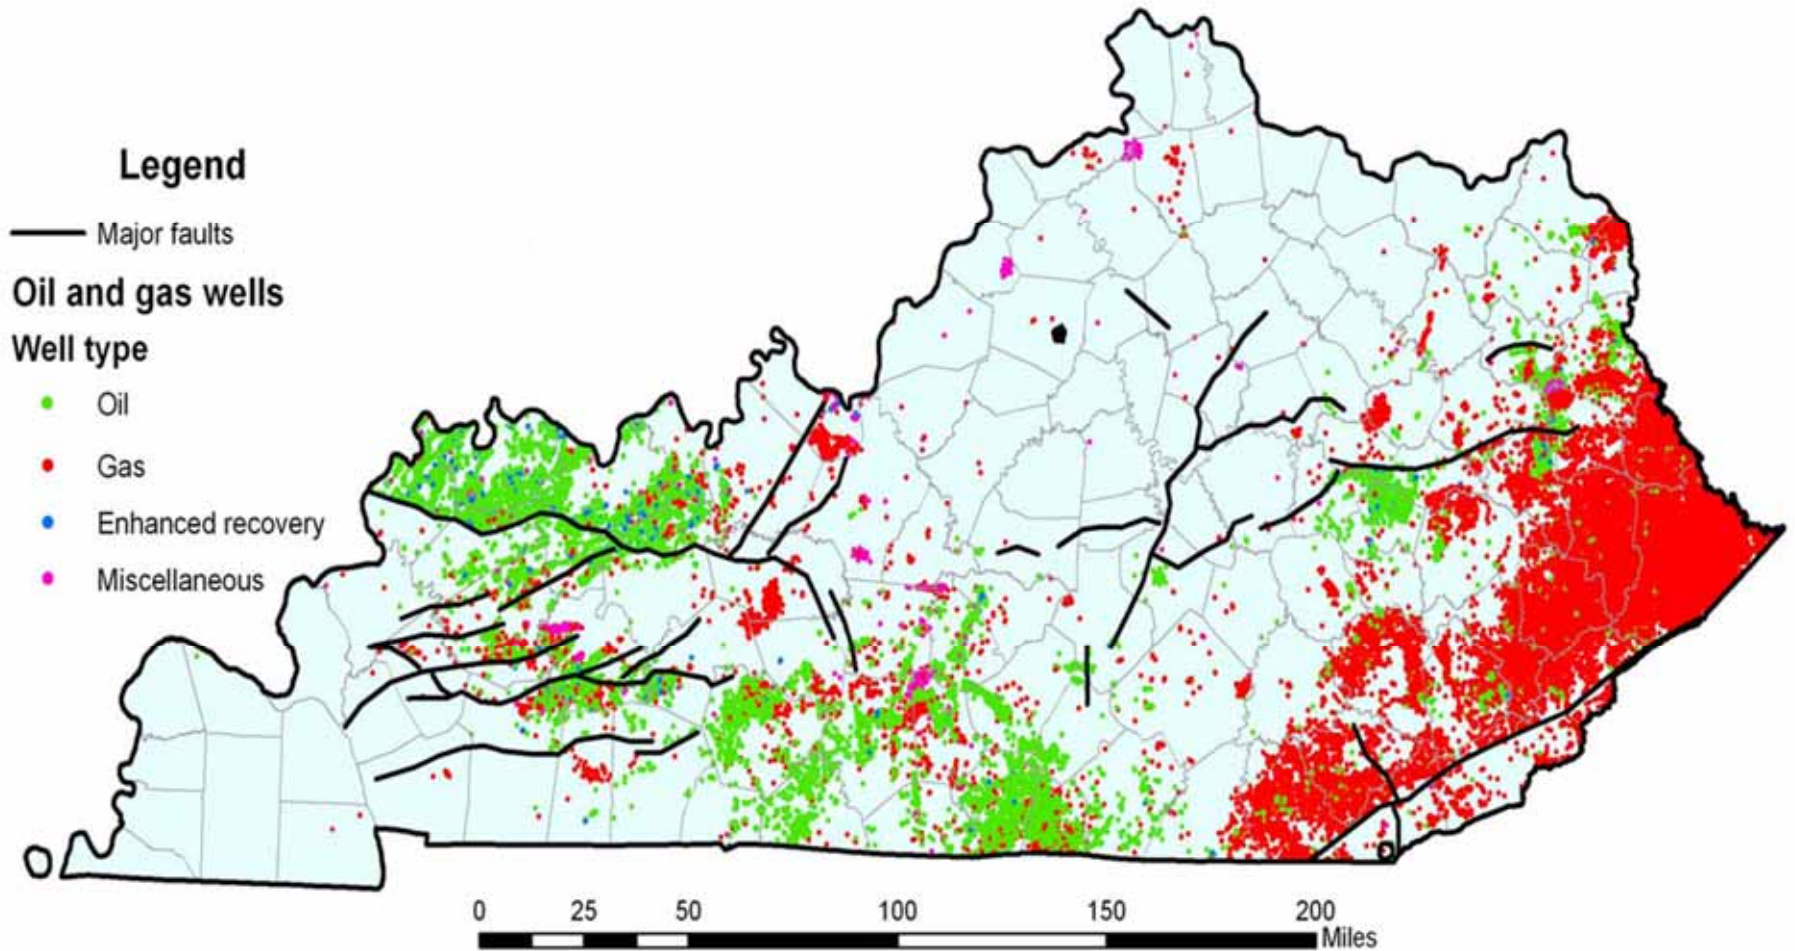 Legend
Major faults
Oil and gas wells
Well type
Oil
Gas
Enhanced recovery
Miscellaneous
0 25 50 100 150 200
Miles